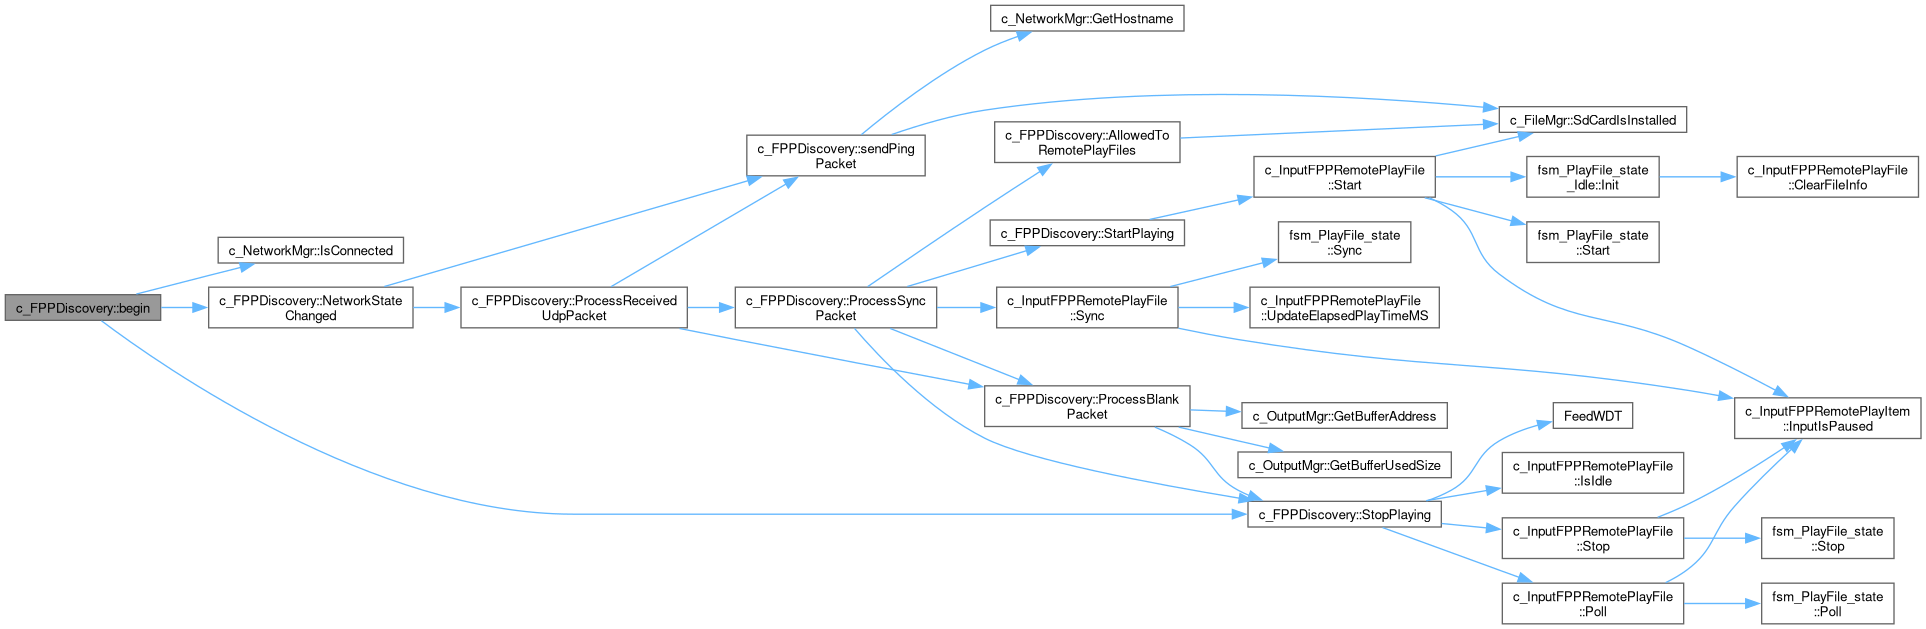 c_FPPDiscovery::begin
c_NetworkMgr::IsConnected
c_FPPDiscovery::NetworkState
Changed
c_FPPDiscovery::ProcessReceived
UdpPacket
c_FPPDiscovery::sendPing
Packet
c_FPPDiscovery::ProcessSync
Packet
c_NetworkMgr::GetHostname
c_FPPDiscovery::AllowedTo
RemotePlayFiles
c_FPPDiscovery::StartPlaying
c_InputFPPRemotePlayFile
::Sync
c_FPPDiscovery::ProcessBlank
Packet
c_InputFPPRemotePlayFile
::Start
fsm_PlayFile_state
::Sync
c_InputFPPRemotePlayFile
::UpdateElapsedPlayTimeMS
c_OutputMgr::GetBufferAddress
c_OutputMgr::GetBufferUsedSize
c_FPPDiscovery::StopPlaying
c_FileMgr::SdCardIsInstalled
fsm_PlayFile_state
_Idle::Init
fsm_PlayFile_state
::Start
FeedWDT
c_InputFPPRemotePlayFile
::IsIdle
c_InputFPPRemotePlayFile
::Stop
c_InputFPPRemotePlayFile
::Poll
c_InputFPPRemotePlayFile
::ClearFileInfo
c_InputFPPRemotePlayItem
::InputIsPaused
fsm_PlayFile_state
::Stop
fsm_PlayFile_state
::Poll